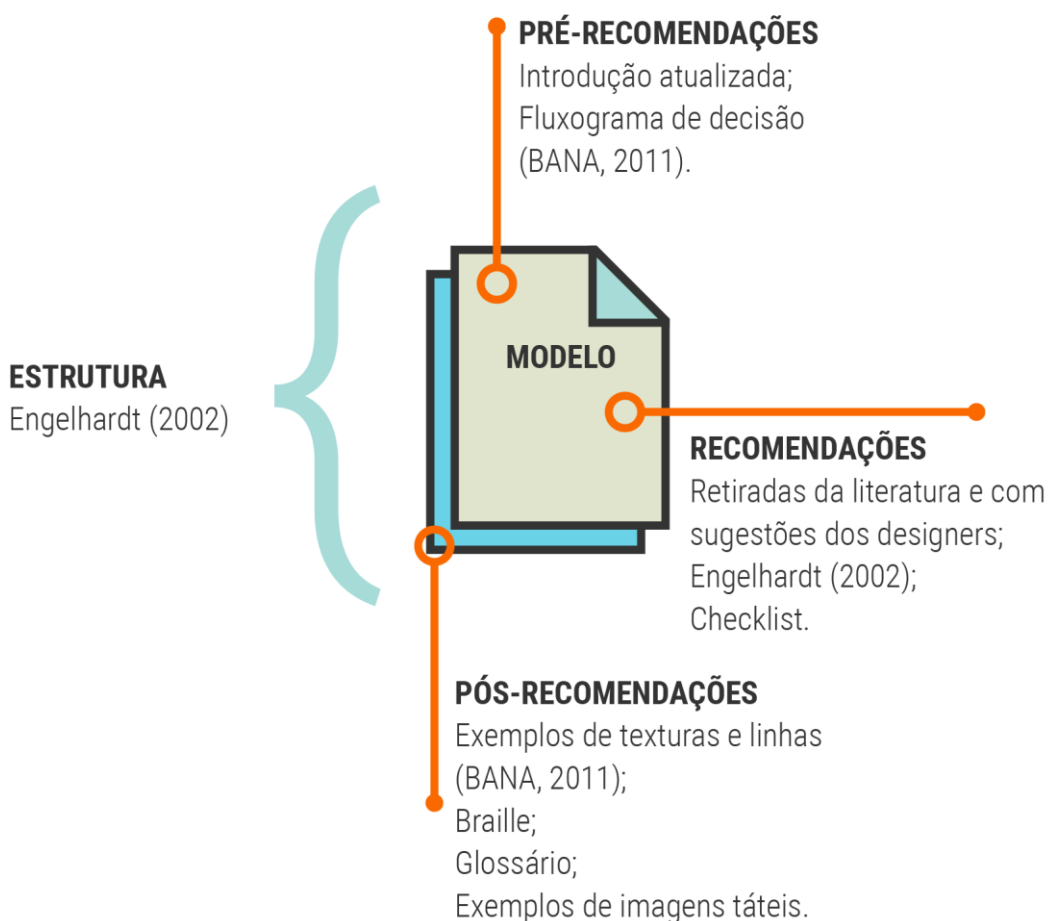 PRÉ-RECOMENDAÇÕES
Introdução atualizada;
Fluxograma de decisão
(BANA, 2011).
MODELO
ESTRUTURA
Engelhardt (2002)
RECOMENDAÇÕES
Retiradas da literatura e com
sugestões dos designers;
Engelhardt (2002);
Checklist.
PÓS-RECOMENDAÇÕES
Exemplos de texturas e linhas
(BANA, 2011);
Braille;
Glossário;
Exemplos de imagens táteis.